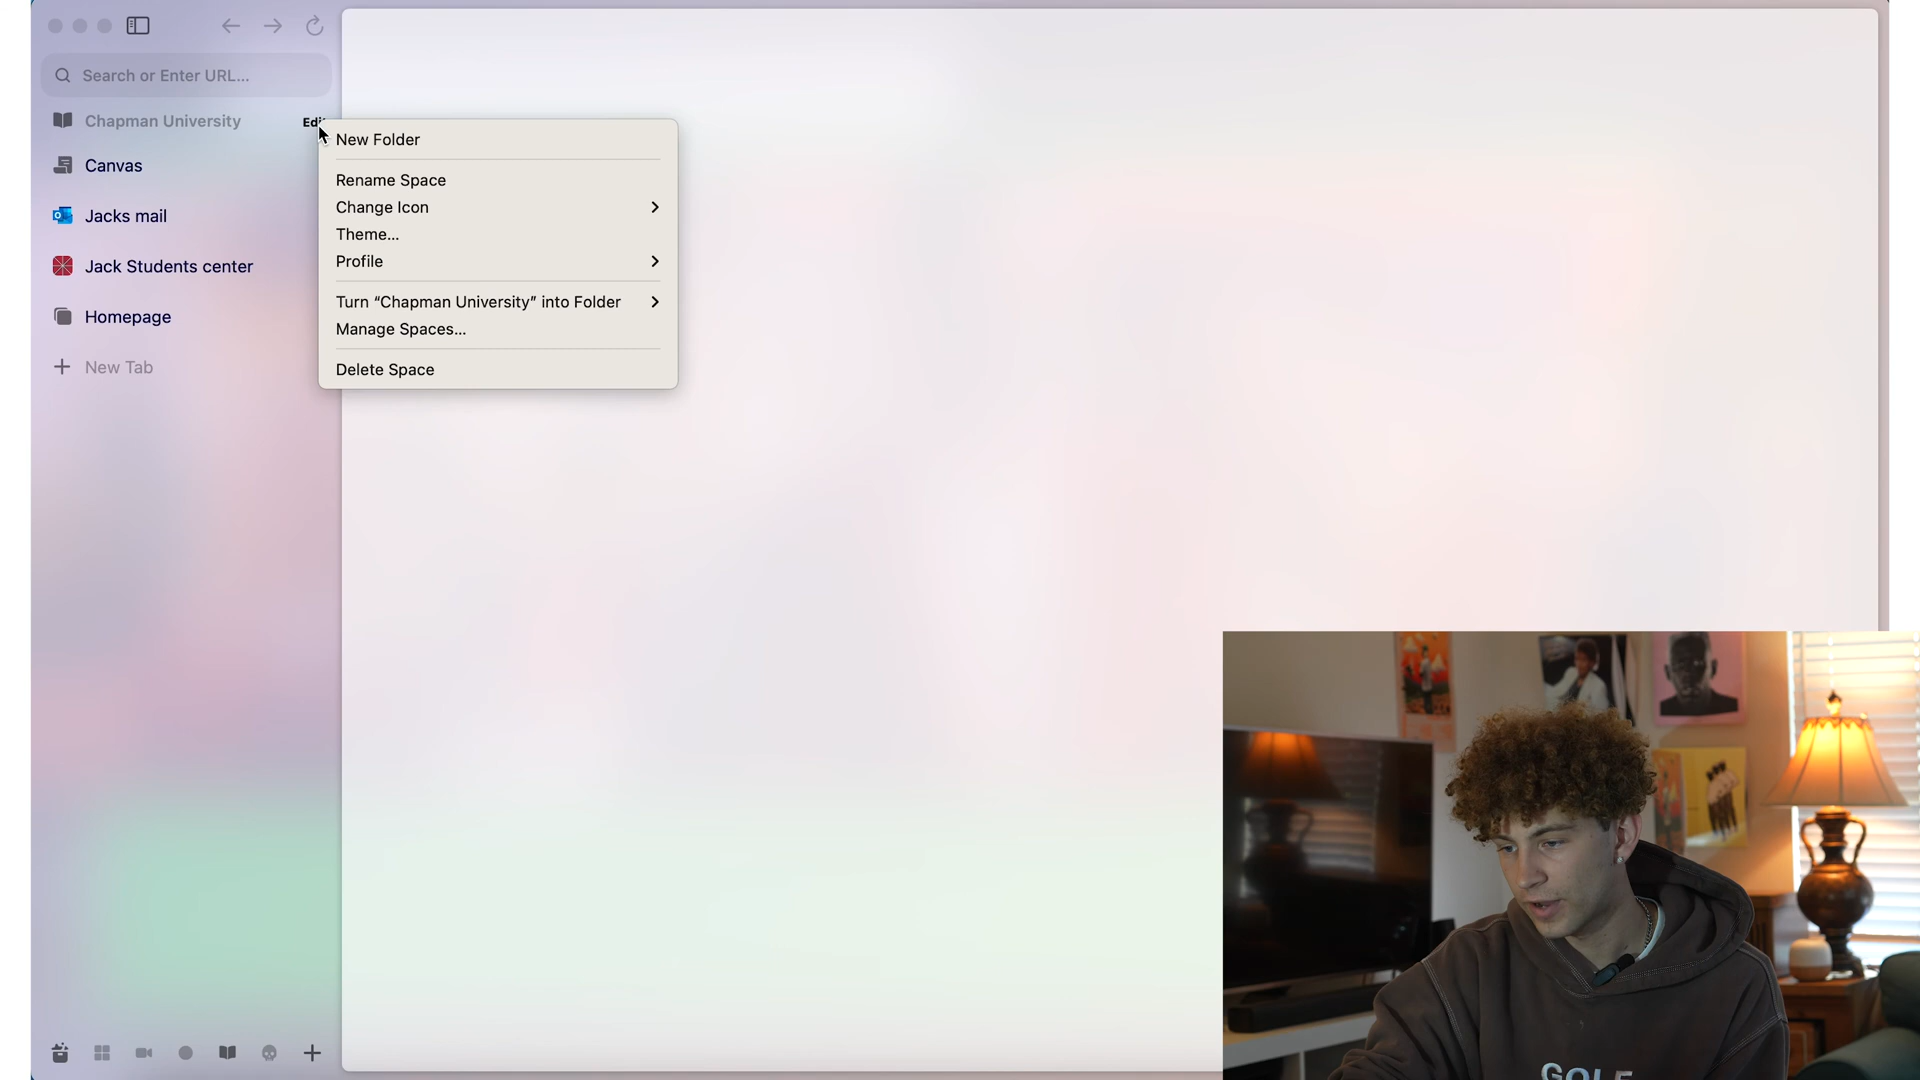 Search or Enter URL...
Chapman University
New Folder
Canvas
Rename Space
Jacks mail
Change Icon
Theme...
Profile
Jack Students center
Turn “Chapman University” into Folder
Homepage
Manage Spaces...
New Tab
Delete Space
GOLF